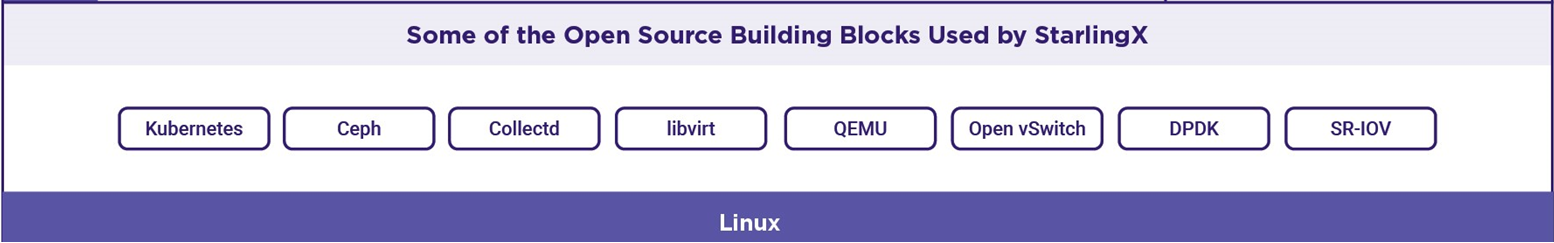 Some of the Open Source Building Blocks Used by StarlingX
Kubernetes Ceph Collectd libvirt QEMU Open vSwitch DPDK SR-IOV
Linux